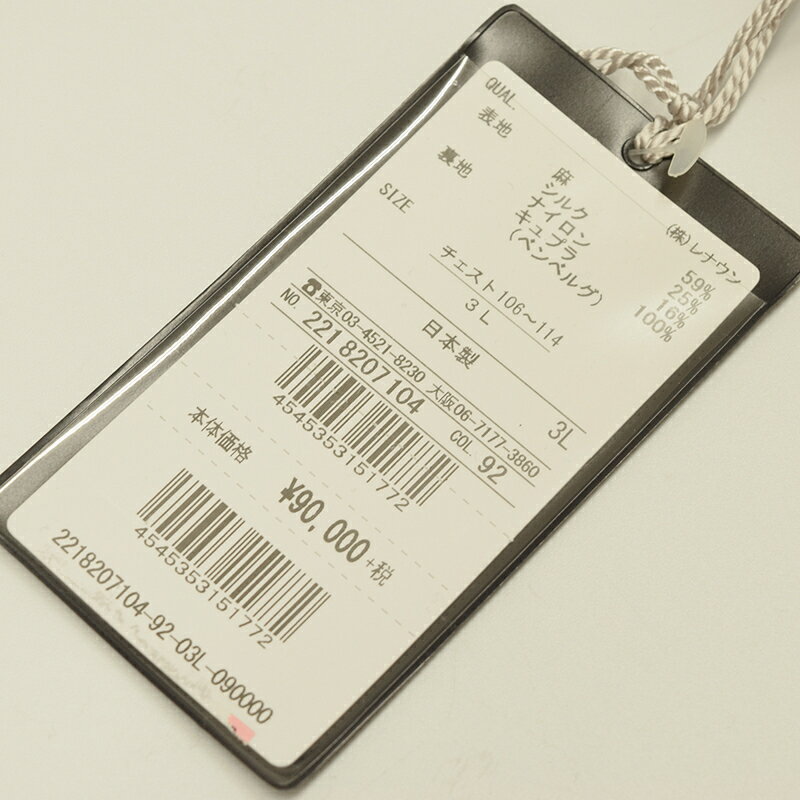 (株)レナウン
QUAL.
表地 麻 59%
シルク 25%
ナイロン 16%
裏地 キュプラ 100%
(ベンベルグ)
SIZE
チェスト106~114
3L
日本製 3L
☎東京03-4521-8230 大阪06-7177-3860
NO 2218207104 COL 92
4545353151772
本体価格 ¥90,000+税
4545353151772
2218207104-92-03L-090000